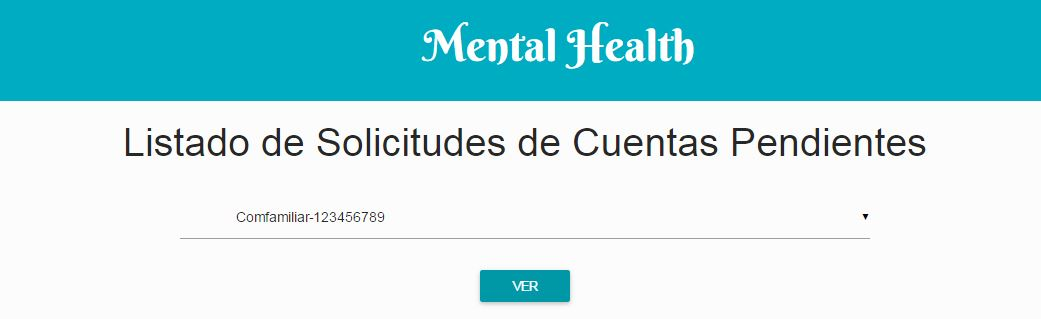 Mental Health
Listado de Solicitudes de Cuentas Pendientes
Comfamiliar-123456789
VER